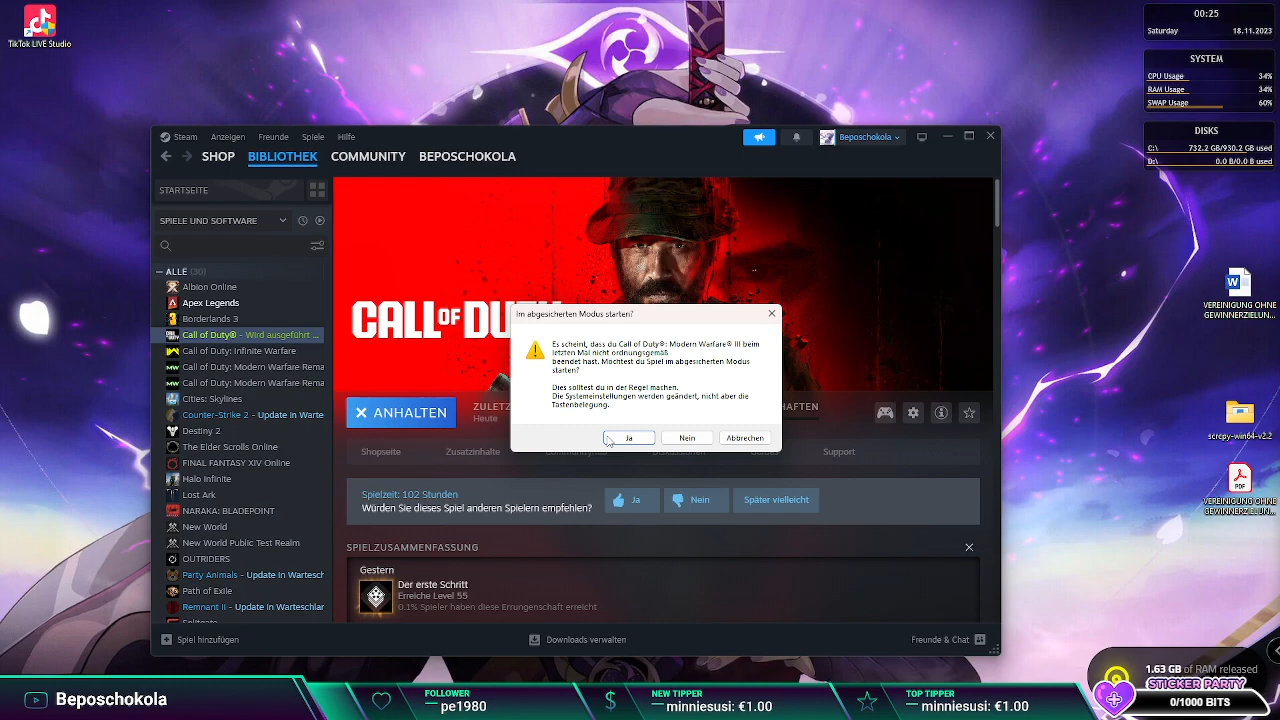 TikTok LIVE Studio
00:25
Saturday 18.11.2023
SYSTEM
CPU Usage 34%
RAM Usage 34%
SWAP Usage 60%
DISKS
C:\ 732.2 GB/930.2 GB used
D:\ 0.0 B/0.0 B used
Steam Anzeigen Freunde Spiele Hilfe
Beposchokola
SHOP BIBLIOTHEK COMMUNITY BEPOSCHOKOLA
STARTSEITE
SPIELE UND SOFTWARE
ALLE (30)
Albion Online
Apex Legends
Borderlands 3
Call of Duty® - Wird ausgeführt ...
Call of Duty: Infinite Warfare
Call of Duty: Modern Warfare Rema
Call of Duty: Modern Warfare Rema
Cities: Skylines
Counter-Strike 2 - Update in Warte
Destiny 2
The Elder Scrolls Online
FINAL FANTASY XIV Online
Halo Infinite
Lost Ark
NARAKA: BLADEPOINT
New World
New World Public Test Realm
OUTRIDERS
Party Animals - Update in Wartesch
Path of Exile
Remnant II - Update in Warteschlar
Spiel hinzufügen
CALL OF DUTY
Im abgesicherten Modus starten?
Es scheint, dass du Call of Duty®: Modern Warfare® III beim
letzten Mal nicht ordnungsgemäß
beendet hast. Möchtest du Spiel im abgesicherten Modus
starten?
Dies solltest du in der Regel machen.
Die Systemeinstellungen werden geändert, nicht aber die
Tastenbelegung.
Ja Nein Abbrechen
ANHALTEN
ZULETZ
Heute
HAFTEN
Shopseite Zusatzinhalte Support
Spielzeit: 102 Stunden
Würden Sie dieses Spiel anderen Spielern empfehlen?
Ja Nein Später vielleicht
SPIELZUSAMMENFASSUNG
Gestern
Der erste Schritt
Erreiche Level 55
0.1% Spieler haben diese Errungenschaft erreicht
Downloads verwalten
Freunde & Chat
VEREINIGUNG OHNE
GEWINNERZIELUN...
scrcpy-win64-v2.2
PDF
VEREINIGUNG OHNE
GEWINNERZIELUN...
1.63 GB of RAM released
STICKER PARTY
0/1000 BITS
Beposchokola
FOLLOWER
pe1980
NEW TIPPER
minniesusi: €1.00
TOP TIPPER
minniesusi: €1.00